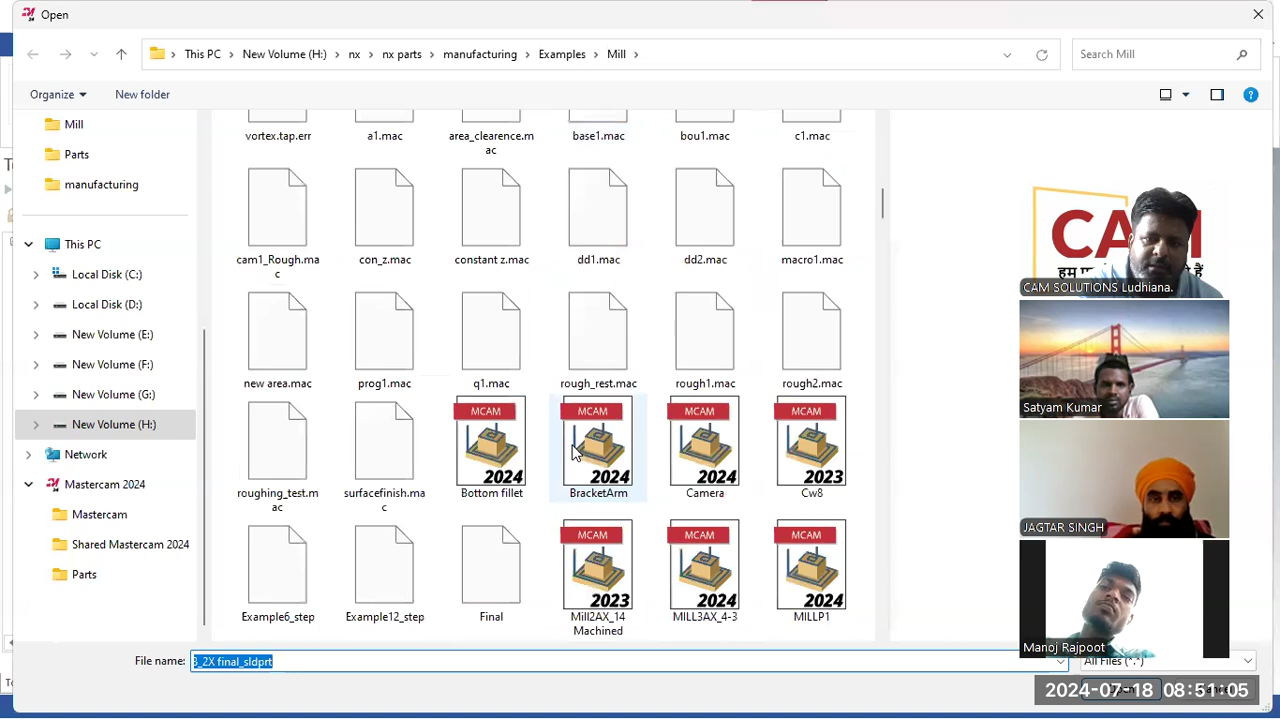 Open
This PC
New Volume (H:)
nx
nx parts
manufacturing
Examples
Mill
Search Mill
Organize
New folder
Mill
Parts
manufacturing
This PC
Local Disk (C:)
Local Disk (D:)
New Volume (E:)
New Volume (F:)
New Volume (G:)
New Volume (H:)
Network
Mastercam 2024
Mastercam
Shared Mastercam 2024
Parts
vortex.tap.err
a1.mac
area_clearence.m
ac
base1.mac
bou1.mac
c1.mac
cam1_Rough.ma
c
con_z.mac
constant z.mac
dd1.mac
dd2.mac
macro1.mac
new area.mac
prog1.mac
q1.mac
rough_rest.mac
rough1.mac
rough2.mac
roughing_test.m
ac
surfacefinish.ma
c
MCAM
2024
Bottom fillet
MCAM
2024
BracketArm
MCAM
2024
Camera
MCAM
2023
Cw8
Example6_step
Example12_step
Final
MCAM
2023
Mill2AX_14
Machined
MCAM
2024
MILL3AX_4-3
MCAM
2024
MILLP1
File name:
3_2X final_sldprt
All Files (*.*)
CAM SOLUTIONS Ludhiana.
Satyam Kumar
JAGTAR SINGH
Manoj Rajpoot
2024-07-18 08:51:05